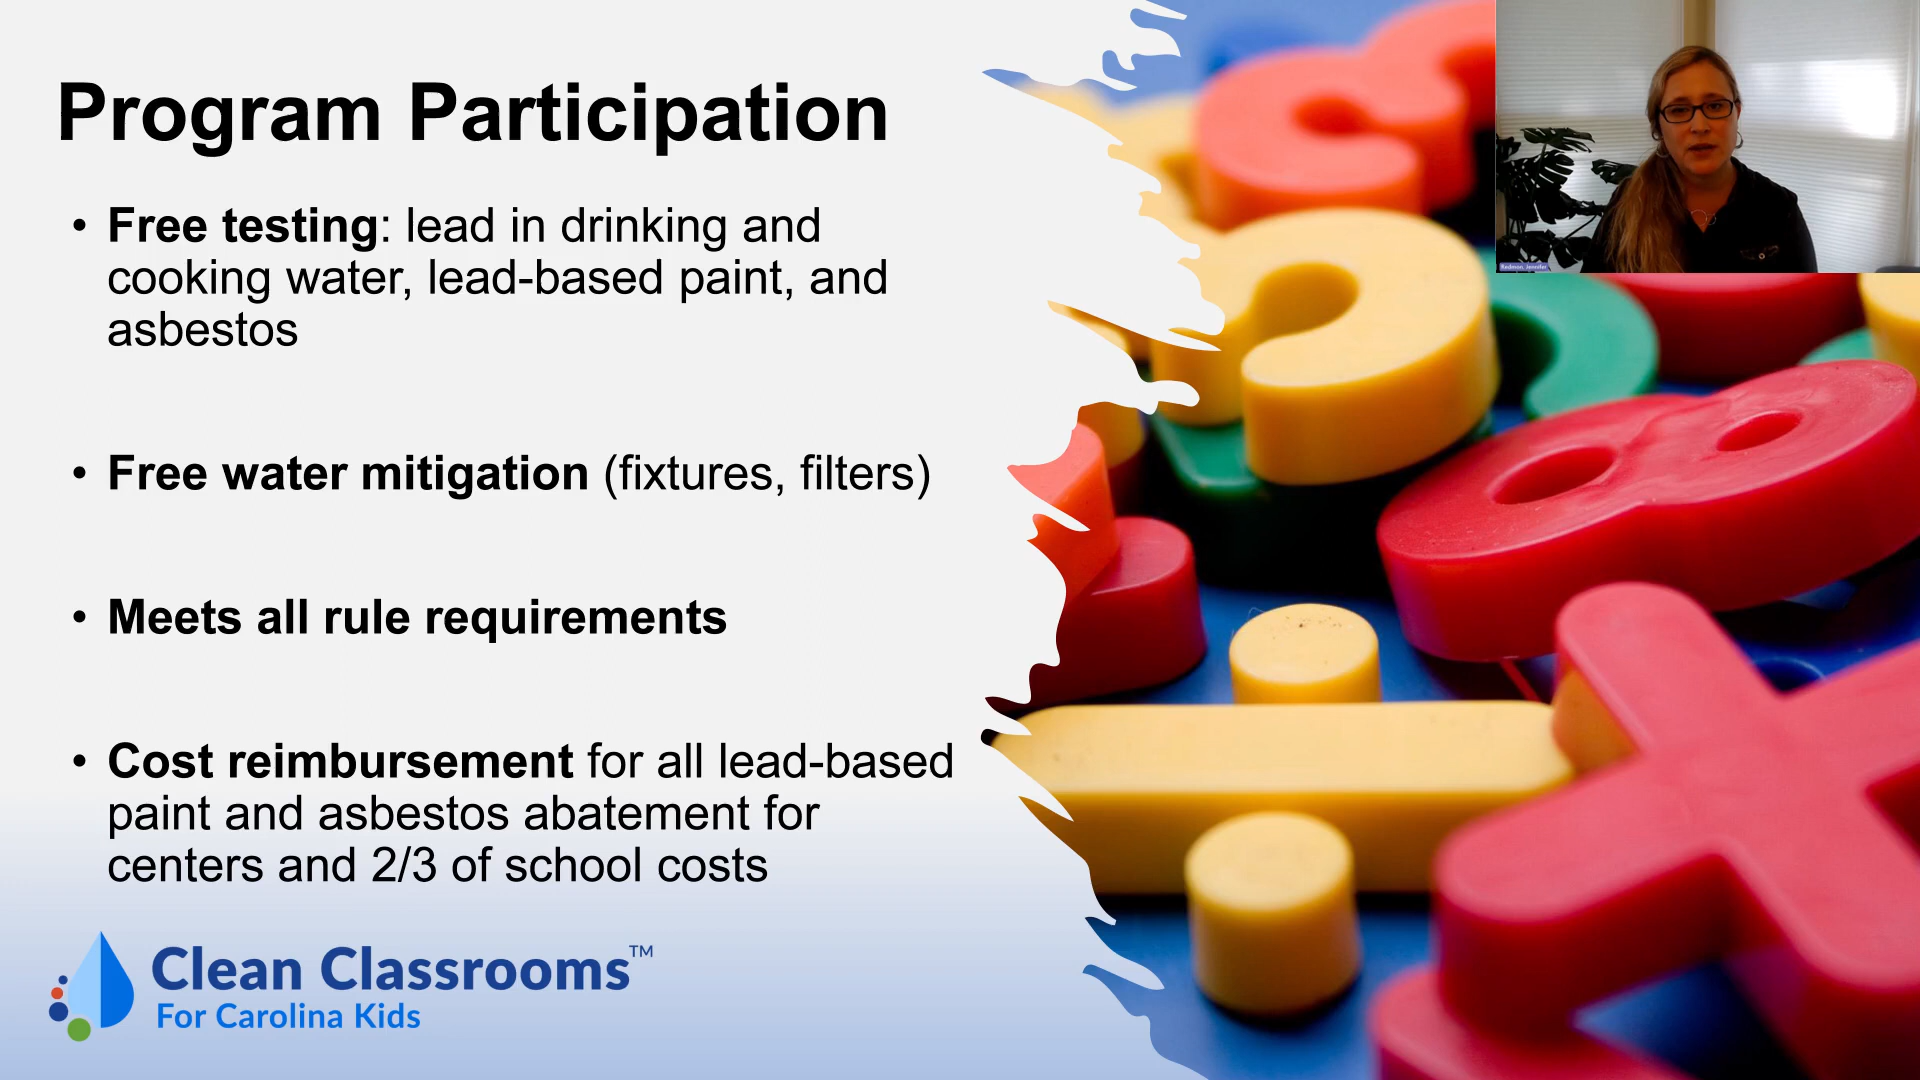 Program Participation
• Free testing: lead in drinking and
cooking water, lead-based paint, and
asbestos
• Free water mitigation (fixtures, filters)
• Meets all rule requirements
• Cost reimbursement for all lead-based
paint and asbestos abatement for
centers and 2/3 of school costs
Clean Classrooms™
For Carolina Kids
Redmon, Jennifer